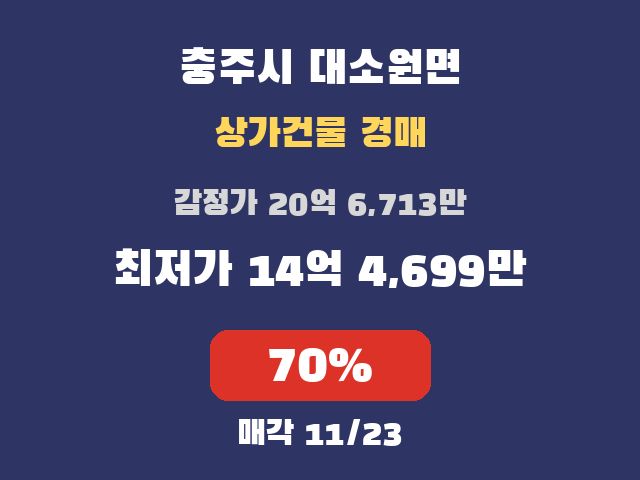 충주시 대소원면
상가건물 경매
감정가 20억 6,713만
최저가 14억 4,699만
70%
매각 11/23